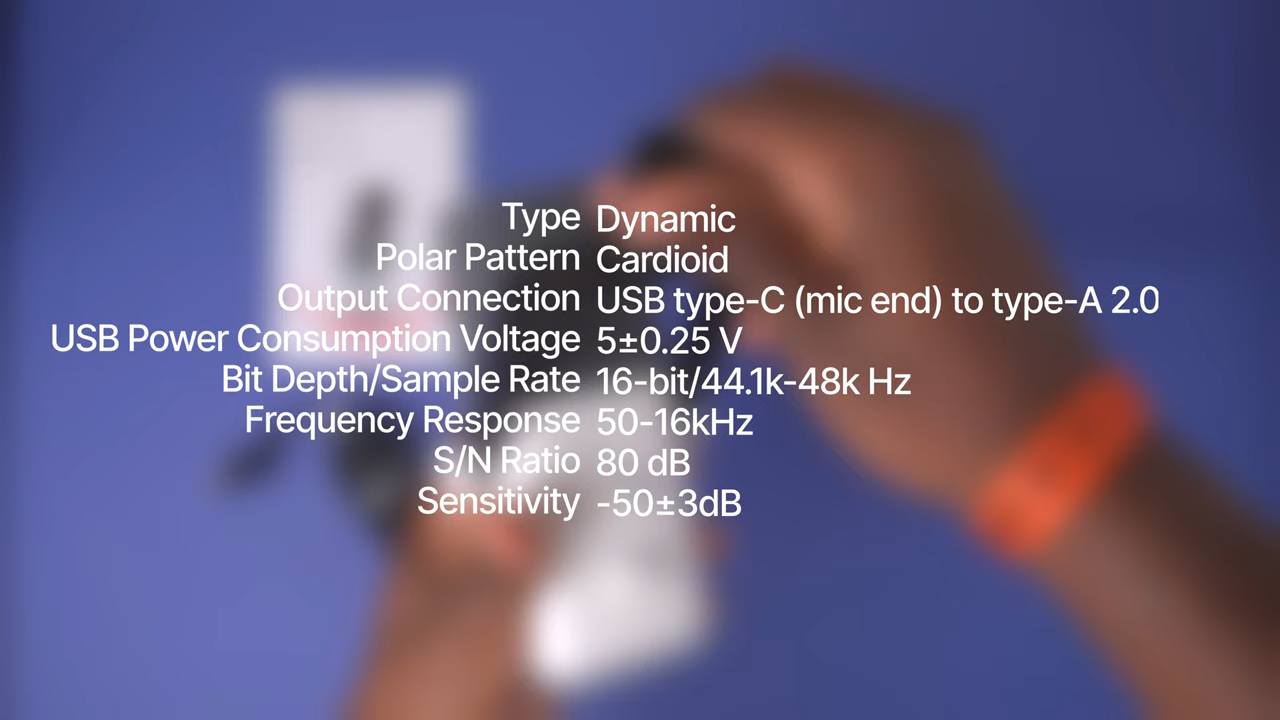 Type Dynamic
Polar Pattern Cardioid
Output Connection USB type-C (mic end) to type-A 2.0
USB Power Consumption Voltage 5±0.25 V
Bit Depth/Sample Rate 16-bit/44.1k-48k Hz
Frequency Response 50-16kHz
S/N Ratio 80 dB
Sensitivity -50±3dB